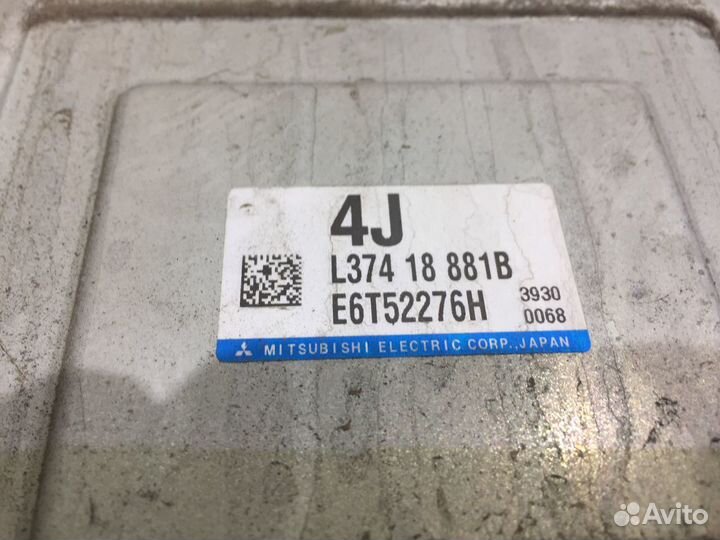 4J
L374 18 881B
E6T52276H 3930
0068
MITSUBISHI ELECTRIC CORP., JAPAN
Avito